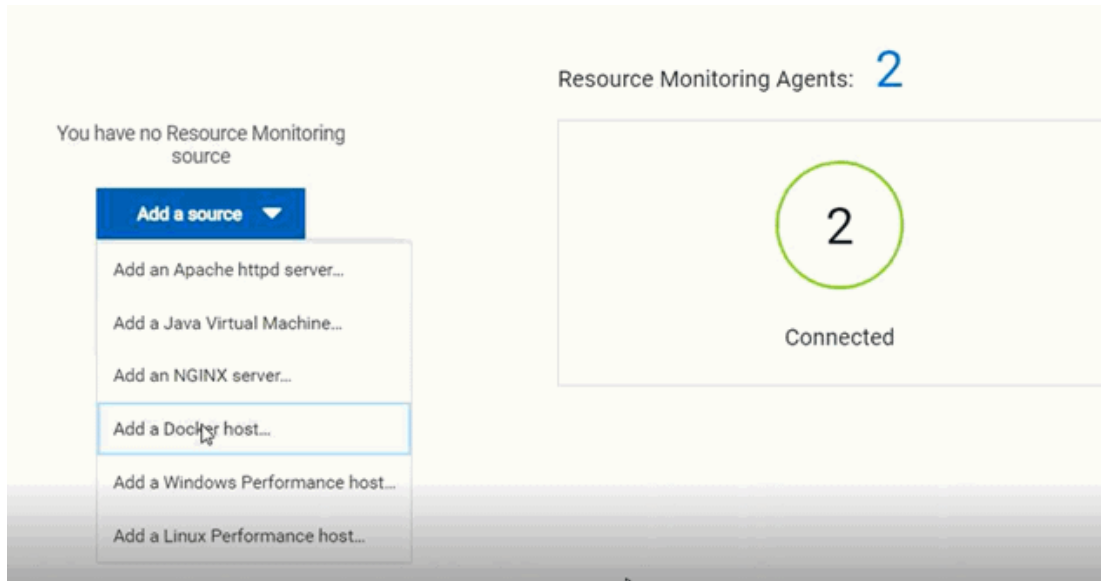 Resource Monitoring Agents: 2
You have no Resource Monitoring
source
Add a source
Add an Apache httpd server...
Add a Java Virtual Machine...
Add an NGINX server...
Add a Docker host...
Add a Windows Performance host...
Add a Linux Performance host...
2
Connected